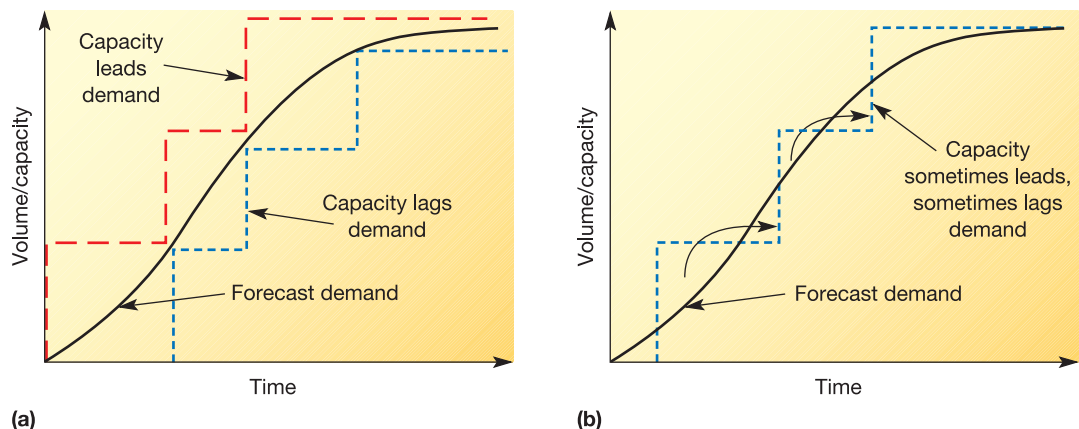 Capacity
leads
demand
Volume/capacity
Capacity lags
demand
Forecast demand
Time
(a)
Volume/capacity
Capacity
sometimes leads,
sometimes lags
demand
Forecast demand
Time
(b)